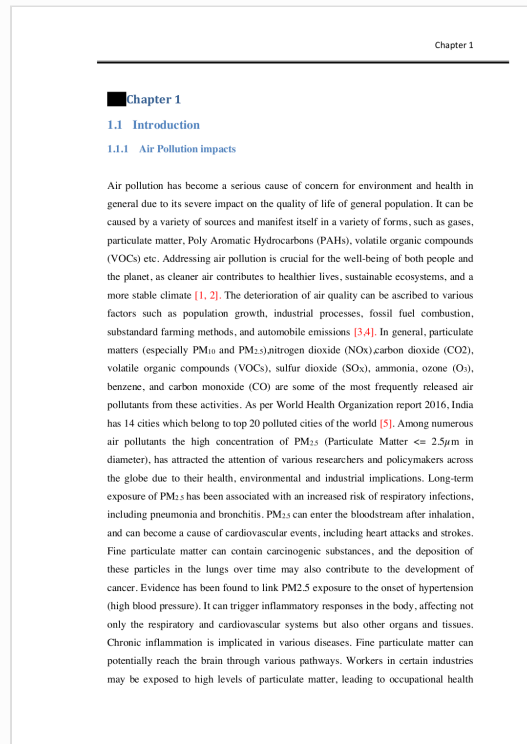 Chapter 1
Chapter 1
1.1 Introduction
1.1.1 Air Pollution impacts
Air pollution has become a serious cause of concern for environment and health in
general due to its severe impact on the quality of life of general population. It can be
caused by a variety of sources and manifest itself in a variety of forms, such as gases,
particulate matter, Poly Aromatic Hydrocarbons (PAHs), volatile organic compounds
(VOCs) etc. Addressing air pollution is crucial for the well-being of both people and
the planet, as cleaner air contributes to healthier lives, sustainable ecosystems, and a
more stable climate [1, 2]. The deterioration of air quality can be ascribed to various
factors such as population growth, industrial processes, fossil fuel combustion,
substandard farming methods, and automobile emissions [3,4]. In general, particulate
matters (especially PM10 and PM2.5),nitrogen dioxide (NOx),carbon dioxide (CO2),
volatile organic compounds (VOCs), sulfur dioxide (SOX), ammonia, ozone (O3),
benzene, and carbon monoxide (CO) are some of the most frequently released air
pollutants from these activities. As per World Health Organization report 2016, India
has 14 cities which belong to top 20 polluted cities of the world [5]. Among numerous
air pollutants the high concentration of PM2.5 (Particulate Matter <= 2.5μm in
diameter), has attracted the attention of various researchers and policymakers across
the globe due to their health, environmental and industrial implications. Long-term
exposure of PM2.5 has been associated with an increased risk of respiratory infections,
including pneumonia and bronchitis. PM2.5 can enter the bloodstream after inhalation,
and can become a cause of cardiovascular events, including heart attacks and strokes.
Fine particulate matter can contain carcinogenic substances, and the deposition of
these particles in the lungs over time may also contribute to the development of
cancer. Evidence has been found to link PM2.5 exposure to the onset of hypertension
(high blood pressure). It can trigger inflammatory responses in the body, affecting not
only the respiratory and cardiovascular systems but also other organs and tissues.
Chronic inflammation is implicated in various diseases. Fine particulate matter can
potentially reach the brain through various pathways. Workers in certain industries
may be exposed to high levels of particulate matter, leading to occupational health